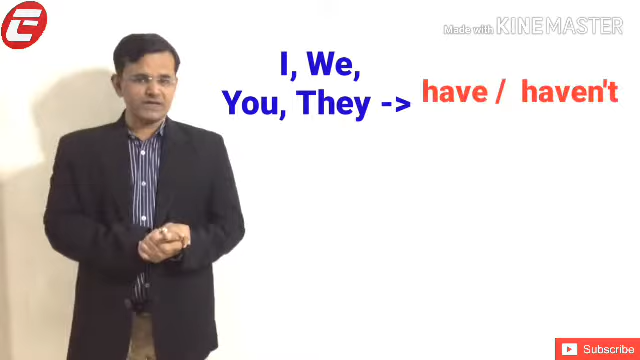 Made with KINEMASTER
I, We,
You, They -> have / haven't
Subscribe